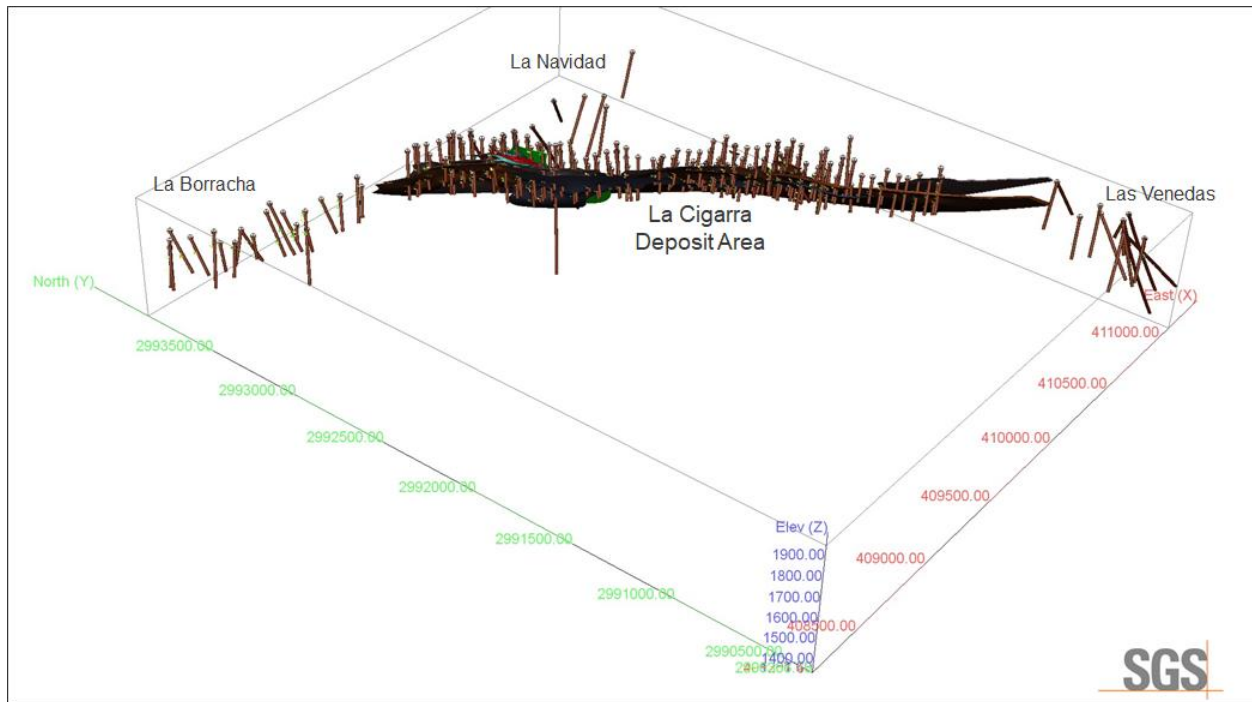 La Navidad
La Borracha
La Cigarra
Deposit Area
Las Venedas
North (Y)
East (X)
2993500.00
2993000.00
2992500.00
2992000.00
2991500.00
2991000.00
2990500.00
411000.00
410500.00
410000.00
409500.00
409000.00
408500.00
Elev (Z)
1900.00
1800.00
1700.00
1600.00
1500.00
1400.00
SGS